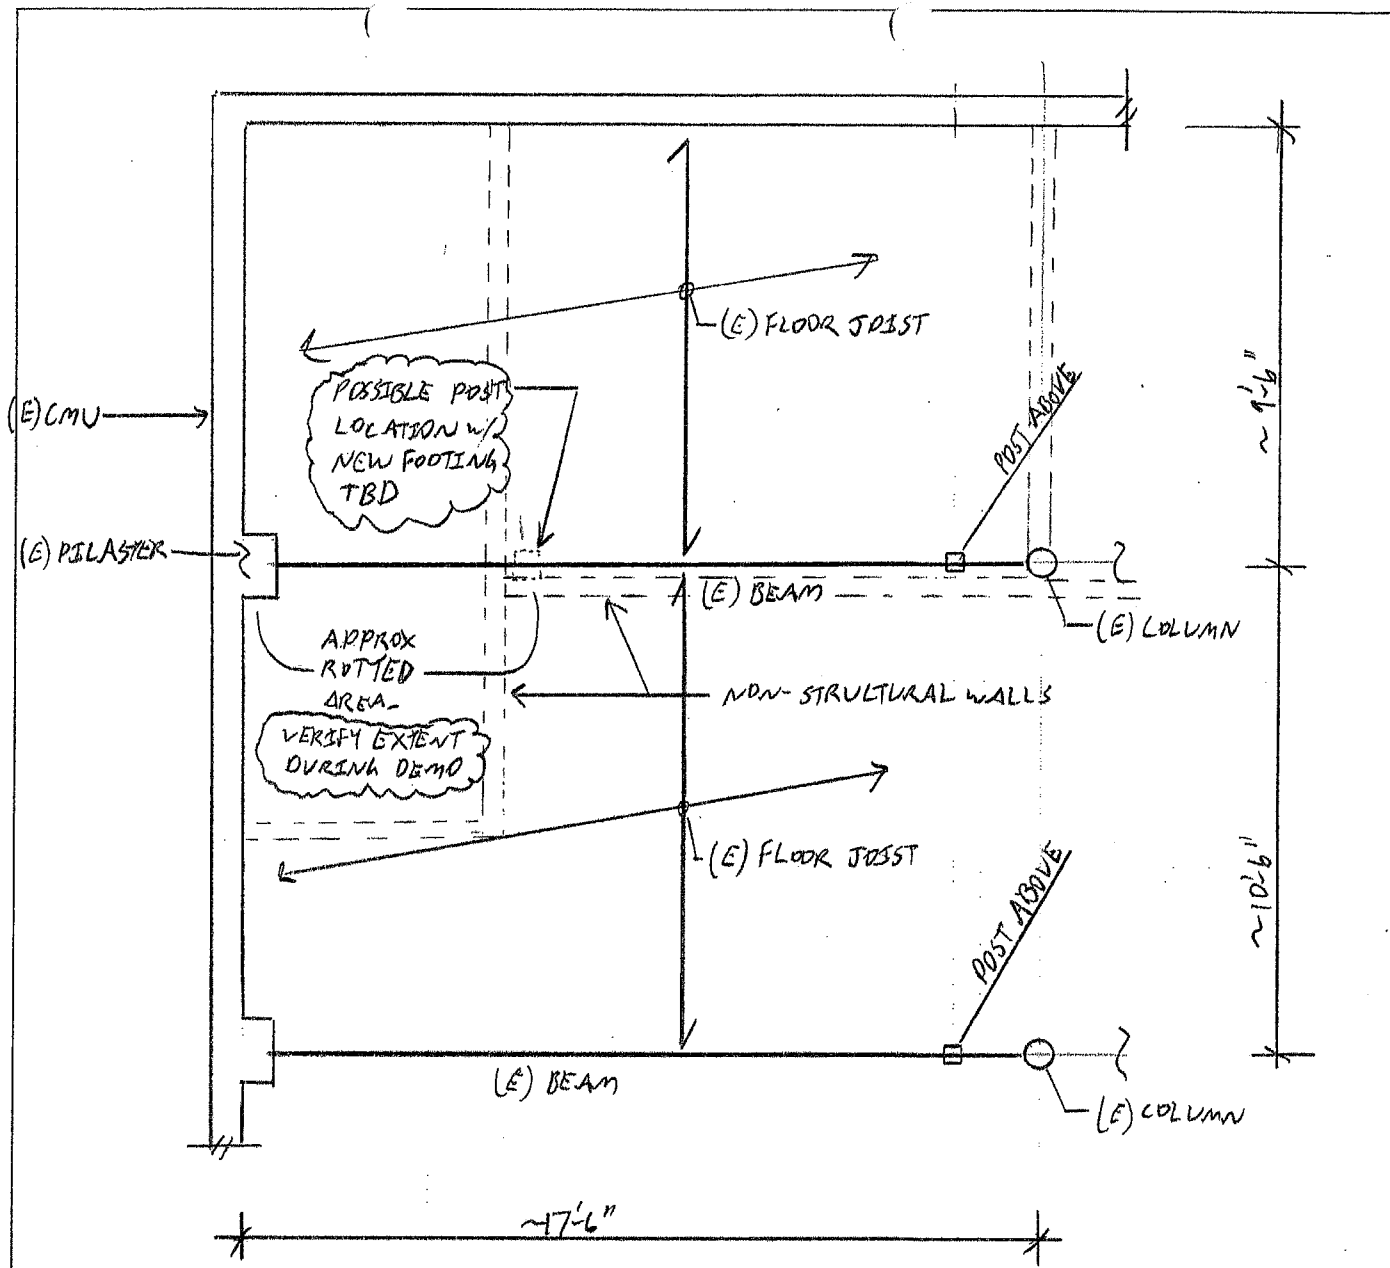 (E) FLOOR JOIST
POSSIBLE POST
LOCATION W/
NEW FOOTING
TBD
(E) CMU
POST ABOVE
~ 9'-6"
(E) PILASTER
(E) BEAM
(E) COLUMN
APPROX
ROTTED
AREA-
VERIFY EXTENT
DURING DEMO
NON-STRUCTURAL WALLS
(E) FLOOR JOIST
POST ABOVE
~10'-6"
(E) BEAM
(E) COLUMN
~17'-6"